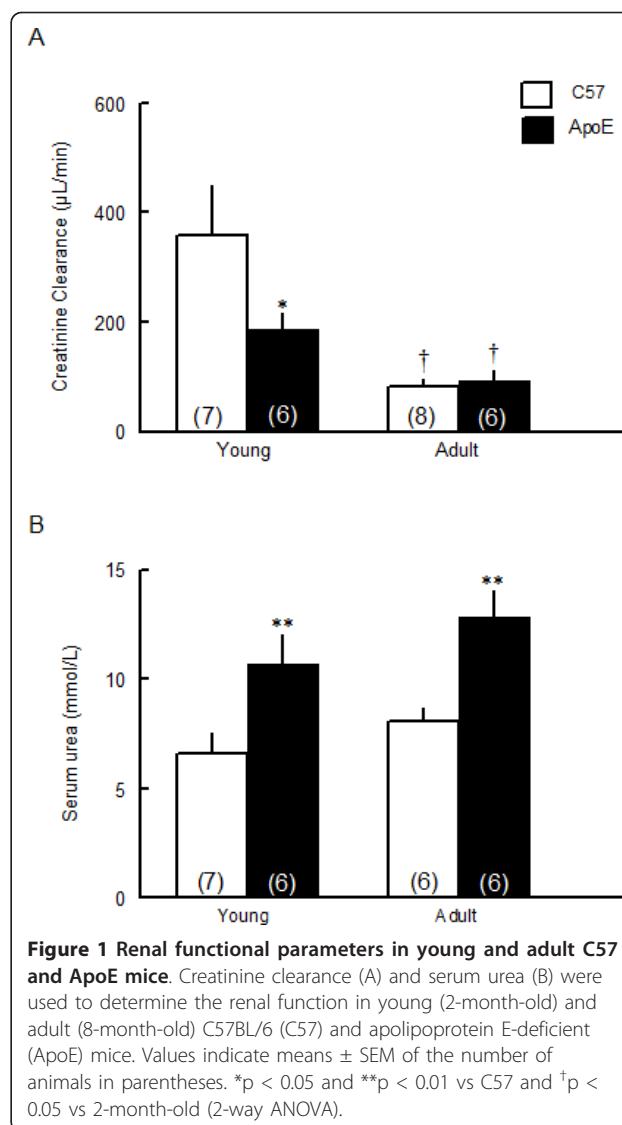 A
600
400
200
0
Creatinine Clearance (µL/min)
C57
ApoE
*
† †
(7) (6) (8) (6)
Young Adult
B
15
10
5
0
Serum urea (mmol/L)
** **
(7) (6) (6) (6)
Young Adult
Figure 1 Renal functional parameters in young and adult C57
and ApoE mice. Creatinine clearance (A) and serum urea (B) were
used to determine the renal function in young (2-month-old) and
adult (8-month-old) C57BL/6 (C57) and apolipoprotein E-deficient
(ApoE) mice. Values indicate means ± SEM of the number of
animals in parentheses. *p < 0.05 and **p < 0.01 vs C57 and †p <
0.05 vs 2-month-old (2-way ANOVA).